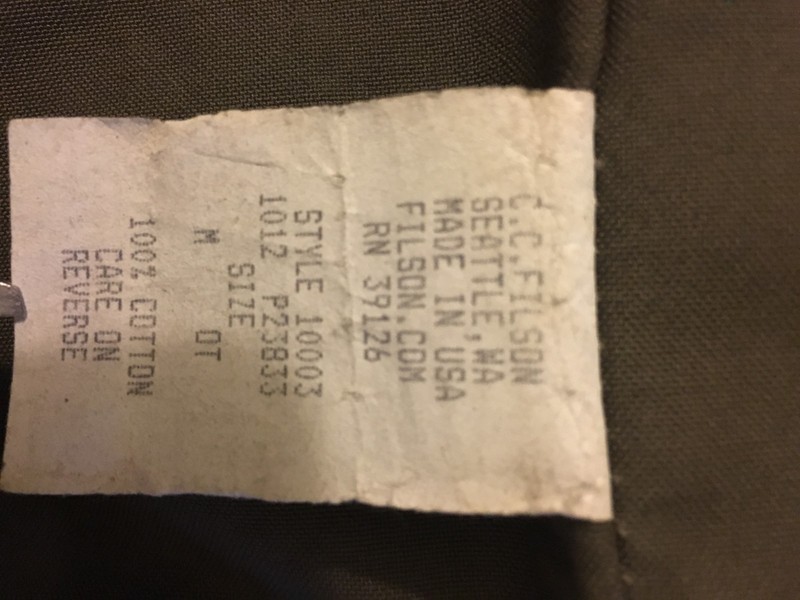 C.C.FILSON
SEATTLE,WA
MADE IN USA
FILSON.COM
RN 39126
STYLE 10003
1012 P23833
SIZE
M OT
100% COTTON
CARE ON
REVERSE